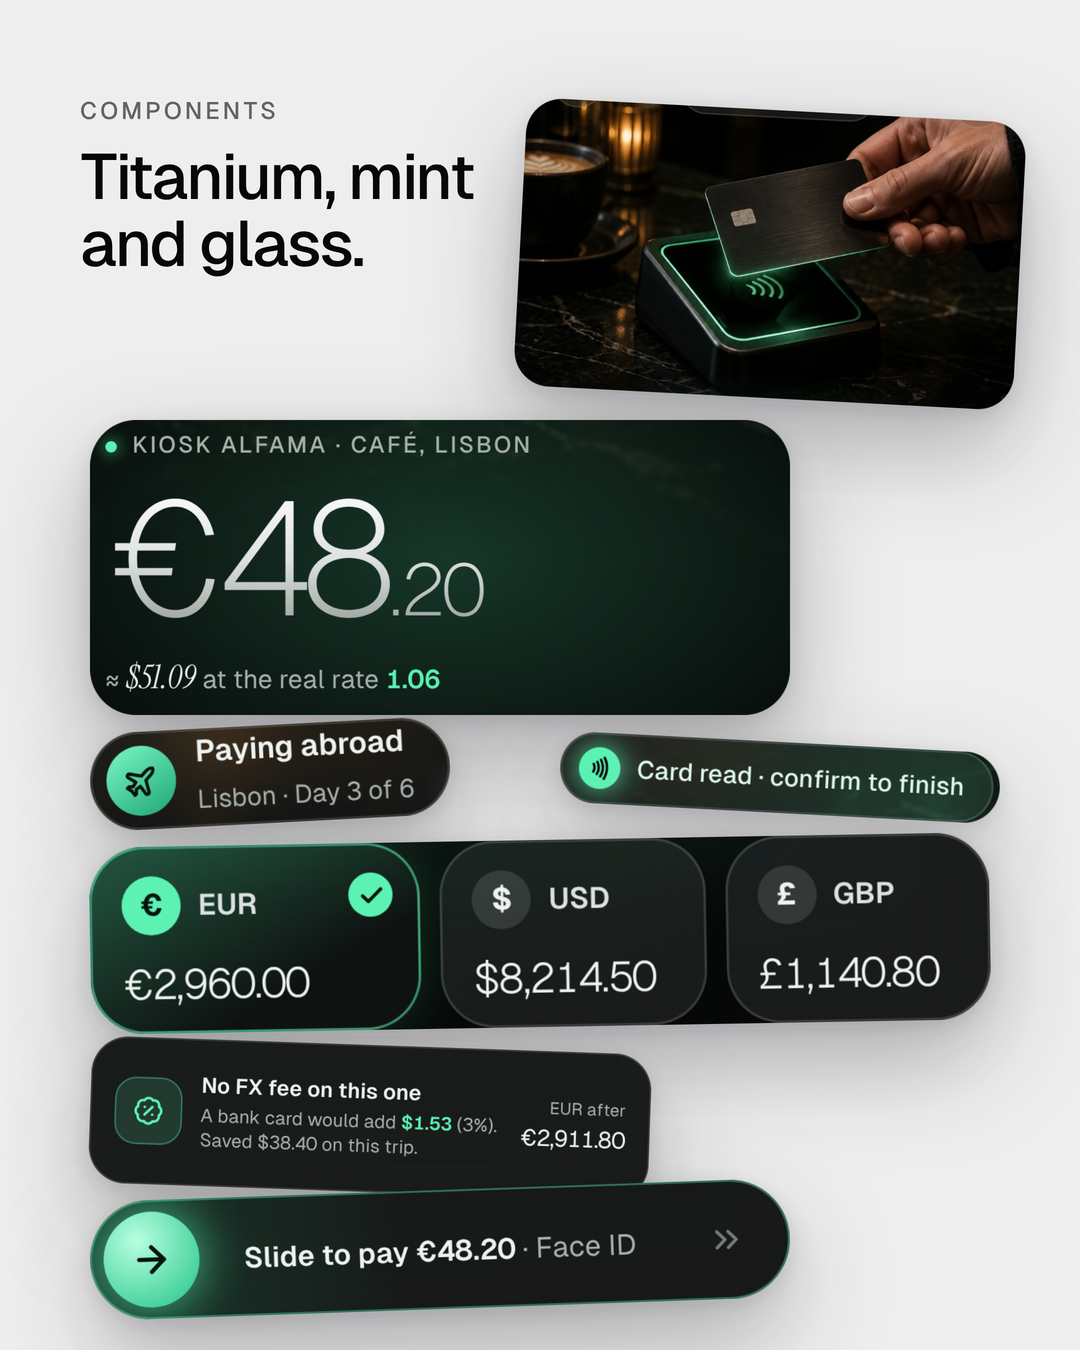 COMPONENTS
Titanium, mint
and glass.
KIOSK ALFAMA · CAFÉ, LISBON
€48.20
≈ $51.09 at the real rate 1.06
Paying abroad
Lisbon · Day 3 of 6
Card read · confirm to finish
€ EUR
€2,960.00
$ USD
$8,214.50
£ GBP
£1,140.80
No FX fee on this one
A bank card would add $1.53 (3%).
Saved $38.40 on this trip.
EUR after
€2,911.80
Slide to pay €48.20 · Face ID